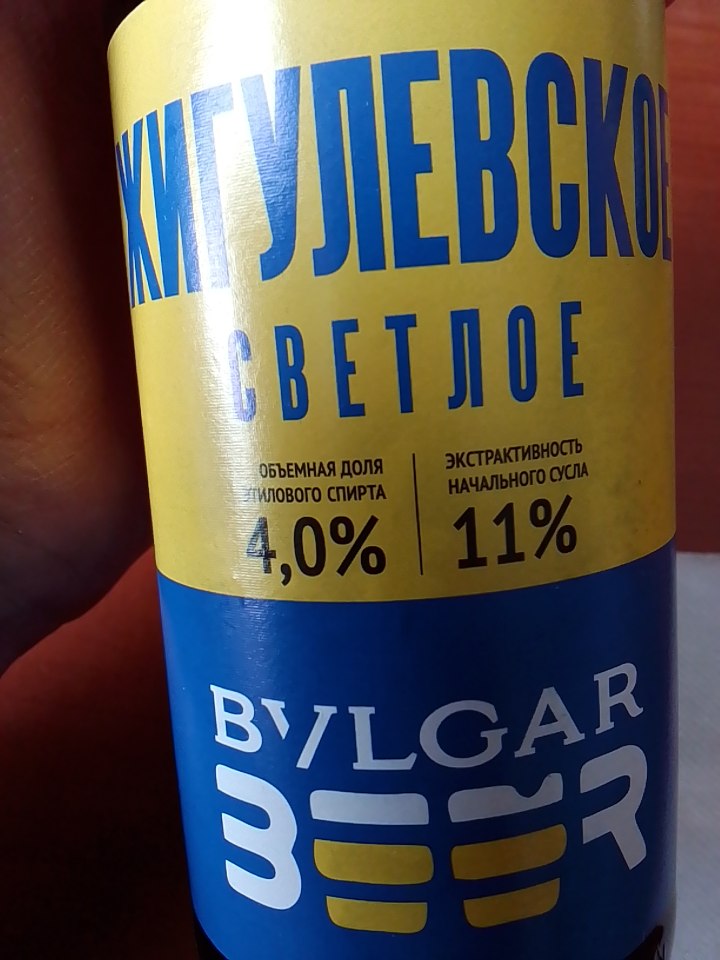 ЖИГУЛЕВСКОЕ
СВЕТЛОЕ
ОБЪЕМНАЯ ДОЛЯ
ЭТИЛОВОГО СПИРТА
4,0%
ЭКСТРАКТИВНОСТЬ
НАЧАЛЬНОГО СУСЛА
11%
BVLGAR
BEER